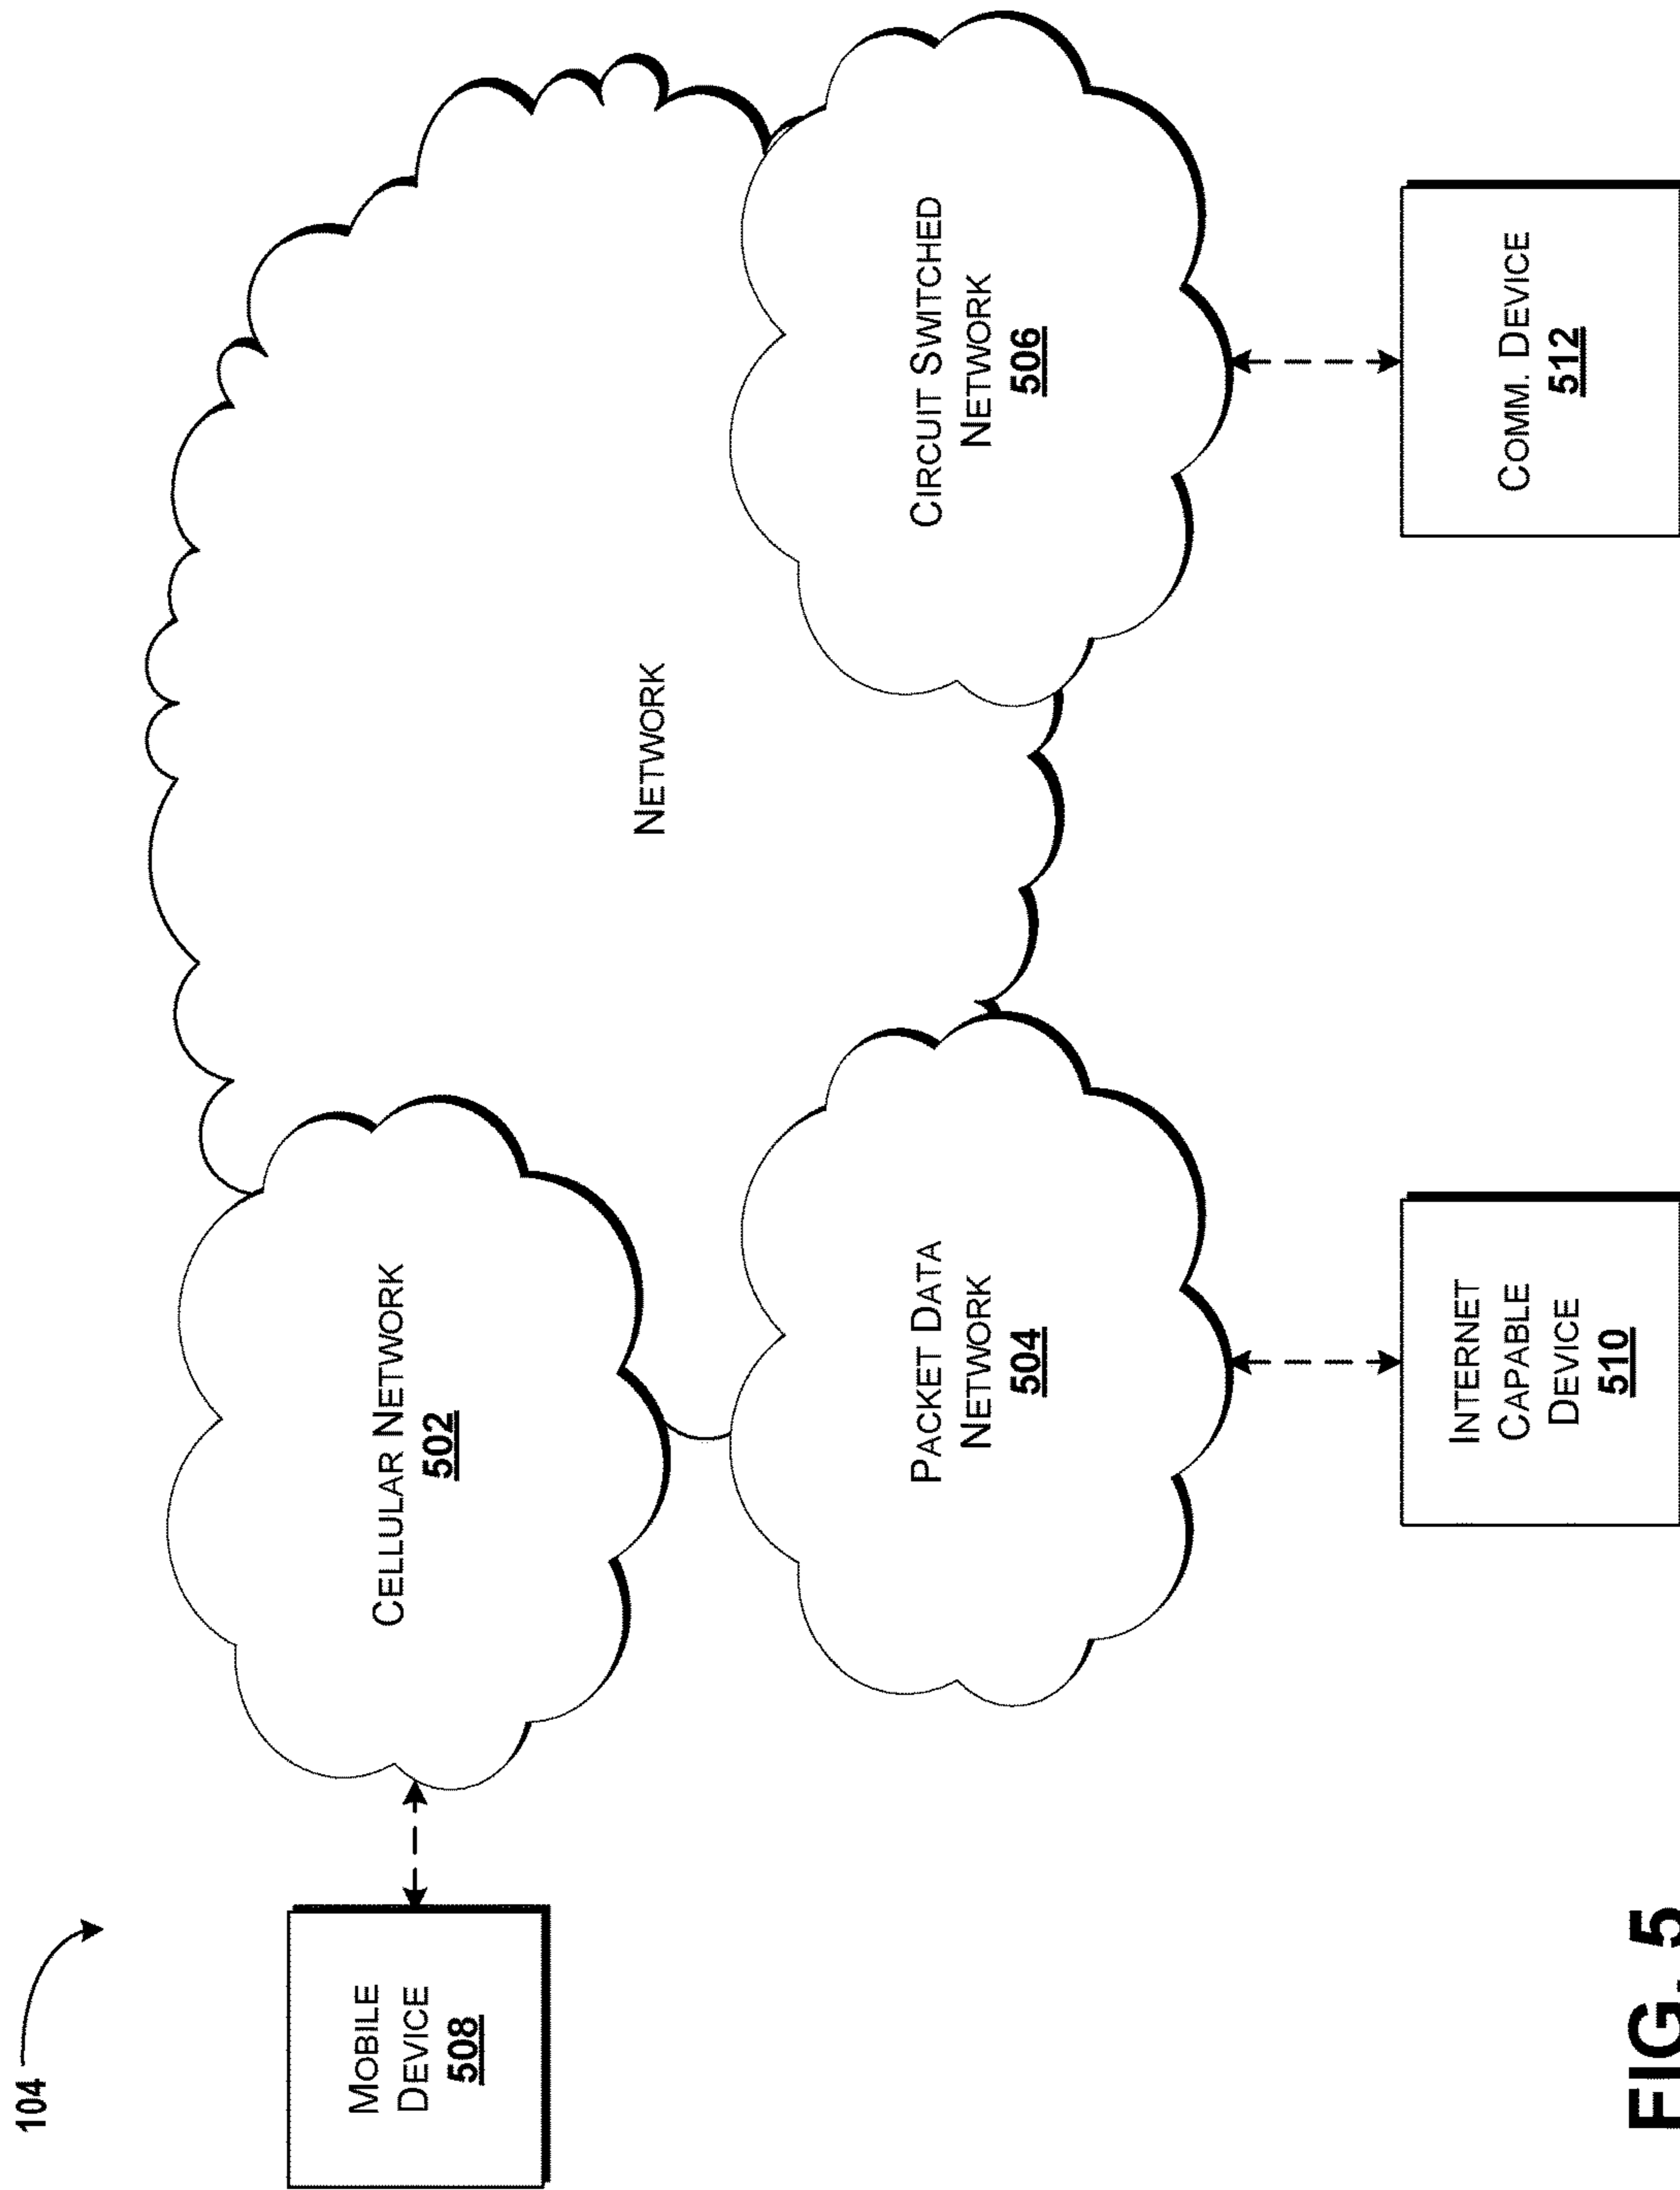 104
MOBILE
DEVICE
508
CELLULAR NETWORK
502
NETWORK
PACKET DATA
NETWORK
504
CIRCUIT SWITCHED
NETWORK
506
INTERNET
CAPABLE
DEVICE
510
COMM. DEVICE
512
FIG. 5